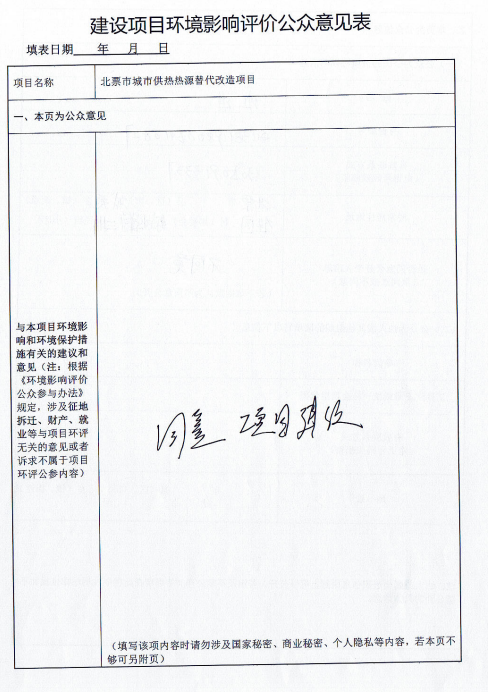 建设项目环境影响评价公众意见表
填表日期 年 月 日
项目名称 北票市城市供热热源替代改造项目
一、本页为公众意见
与本项目环境影
响和环境保护措
施有关的建议和
意见（注：根据
《环境影响评价
公众参与办法》
规定，涉及征地
拆迁、财产、就
业等与项目环评
无关的意见或者
诉求不属于项目
环评公参内容）
项目建设
（填写该项内容时请勿涉及国家秘密、商业秘密、个人隐私等内容，若本页不
够可另附页）